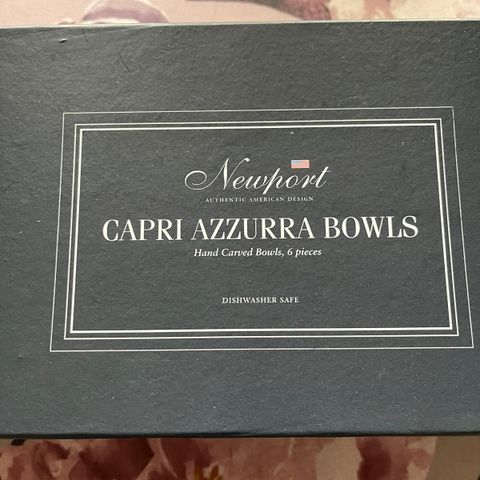 Newport
AUTHENTIC AMERICAN DESIGN
CAPRI AZZURRA BOWLS
Hand Carved Bowls, 6 pieces
DISHWASHER SAFE